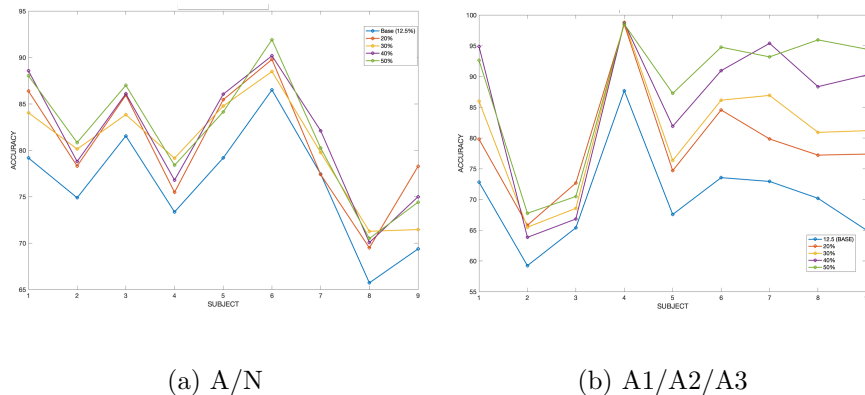 95
90
85
80
75
70
65
ACCURACY
1 2 3 4 5 6 7 8 9
SUBJECT
Base (12.5%)
20%
30%
40%
50%
(a) A/N
100
95
90
85
80
75
70
65
60
55
ACCURACY
1 2 3 4 5 6 7 8
SUBJECT
12.5 (BASE)
20%
30%
40%
50%
(b) A1/A2/A3